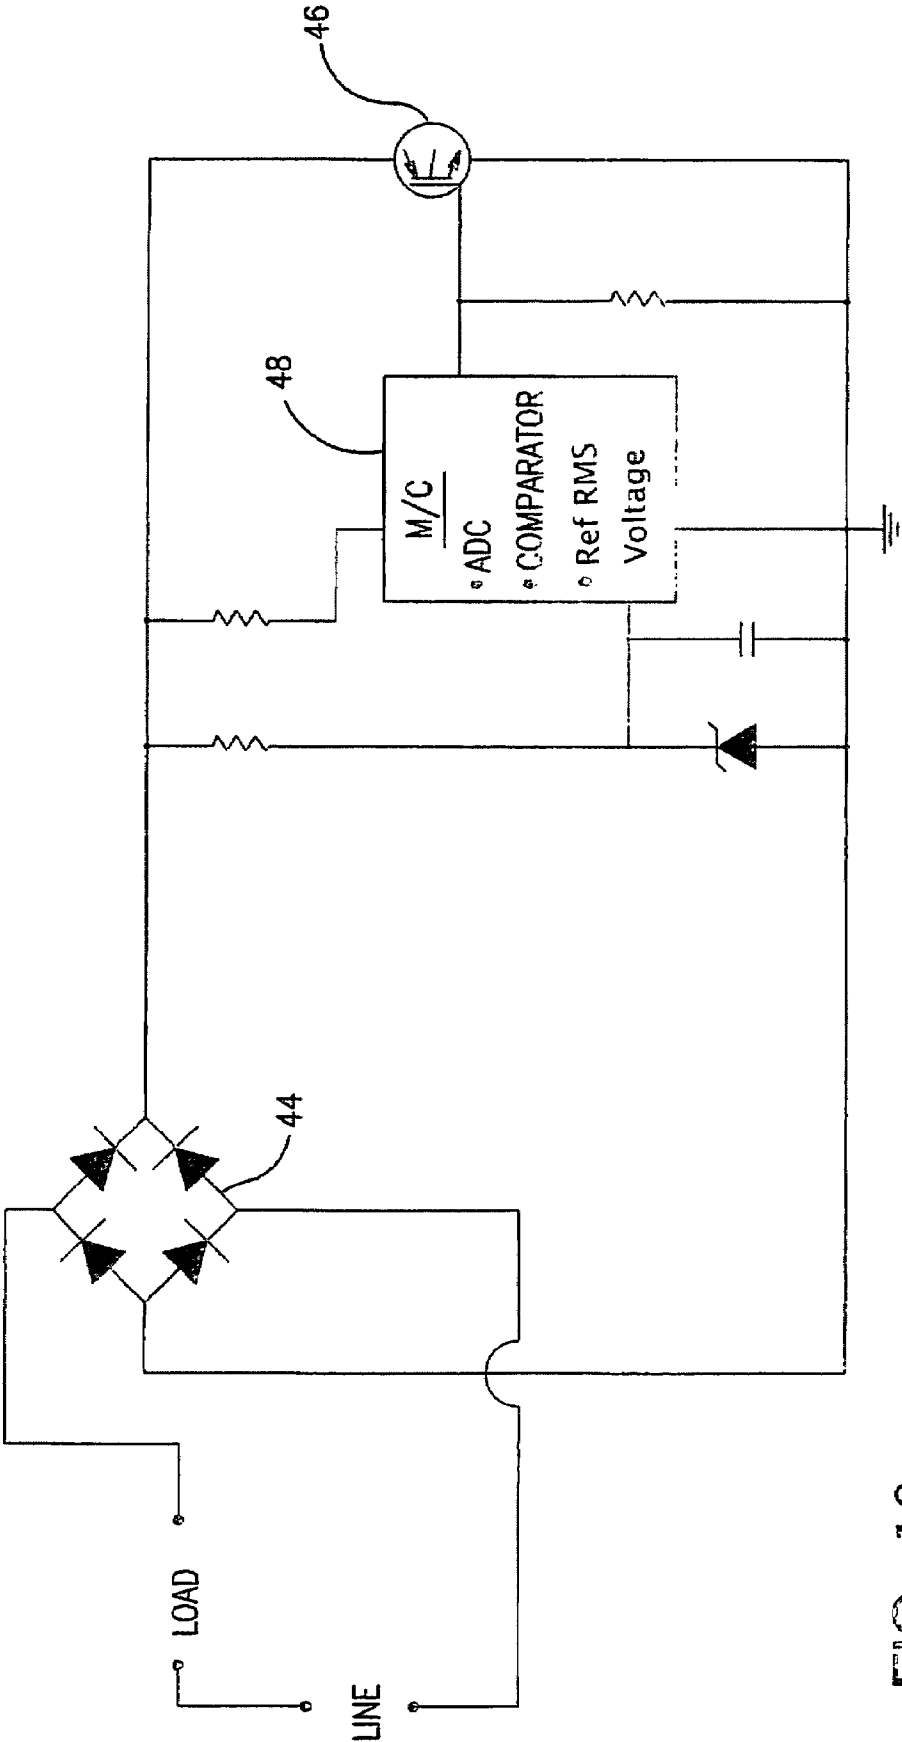 46
48
M/C
• ADC
• COMPARATOR
• Ref RMS
Voltage
44
LOAD
LINE